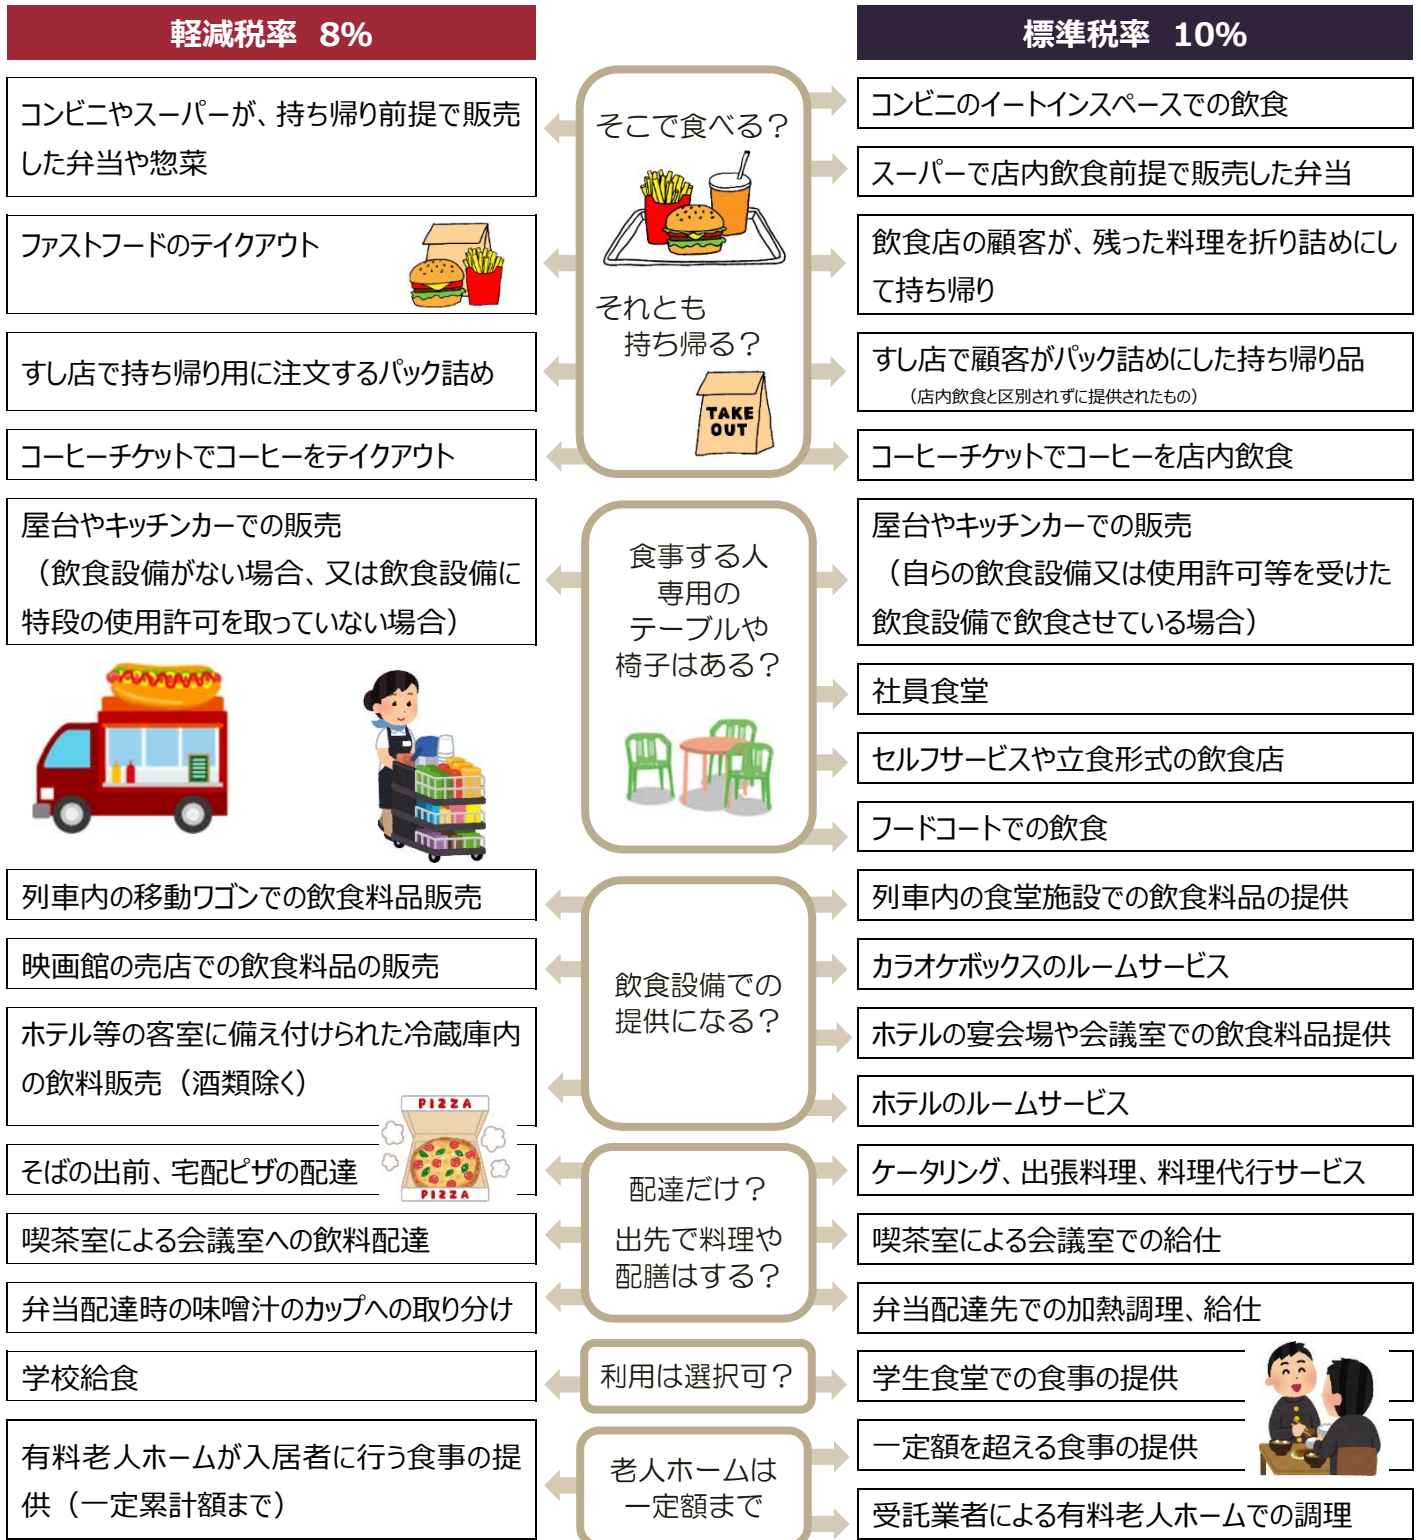 軽減税率 8%
標準税率 10%
コンビニやスーパーが、持ち帰り前提で販売
した弁当や惣菜
ファストフードのテイクアウト
すし店で持ち帰り用に注文するパック詰め
コーヒーチケットでコーヒーをテイクアウト
そこで食べる？
それとも
持ち帰る？
TAKE
OUT
コンビニのイートインスペースでの飲食
スーパーで店内飲食前提で販売した弁当
飲食店の顧客が、残った料理を折り詰めにし
て持ち帰り
すし店で顧客がパック詰めにした持ち帰り品
（店内飲食と区別されずに提供されたもの）
コーヒーチケットでコーヒーを店内飲食
屋台やキッチンカーでの販売
（飲食設備がない場合、又は飲食設備に
特段の使用許可を取っていない場合）
食事する人
専用の
テーブルや
椅子はある？
屋台やキッチンカーでの販売
（自らの飲食設備又は使用許可等を受けた
飲食設備で飲食させている場合）
社員食堂
セルフサービスや立食形式の飲食店
フードコートでの飲食
列車内の移動ワゴンでの飲食料品販売
映画館の売店での飲食料品の販売
ホテル等の客室に備え付けられた冷蔵庫内
の飲料販売（酒類除く）
飲食設備での
提供になる？
列車内の食堂施設での飲食料品の提供
カラオケボックスのルームサービス
ホテルの宴会場や会議室での飲食料品提供
ホテルのルームサービス
そばの出前、宅配ピザの配達
PIZZA
PIZZA
喫茶室による会議室への飲料配達
弁当配達時の味噌汁のカップへの取り分け
配達だけ？
出先で料理や
配膳はする？
ケータリング、出張料理、料理代行サービス
喫茶室による会議室での給仕
弁当配達先での加熱調理、給仕
学校給食
利用は選択可？
学生食堂での食事の提供
有料老人ホームが入居者に行う食事の提
供（一定累計額まで）
老人ホームは
一定額まで
一定額を超える食事の提供
受託業者による有料老人ホームでの調理